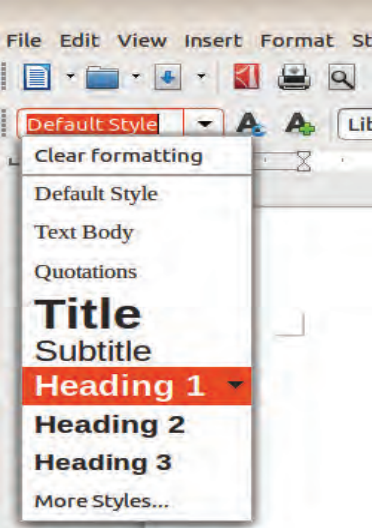 File Edit View Insert Format St
Default Style
Lib
Clear formatting
Default Style
Text Body
Quotations
Title
Subtitle
Heading 1
Heading 2
Heading 3
More Styles...